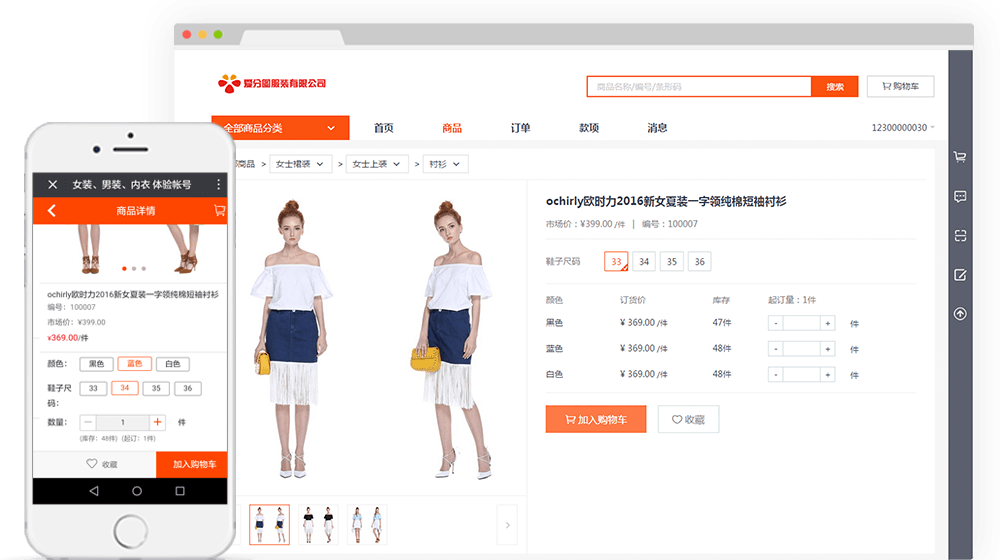 爱分圈服装有限公司
商品名称/编号/条形码
搜索
购物车
全部商品分类
首页
商品
订单
款项
消息
12300000030
商品 > 女士裙装 > 女士上装 > 衬衫
ochirly欧时力2016新女夏装一字领纯棉短袖衬衫
市场价：¥399.00 /件 | 编号：100007
鞋子尺码
33 34 35 36
颜色 订货价 库存 起订量：1件
黑色 ¥ 369.00 /件 47件 - + 件
蓝色 ¥ 369.00 /件 48件 - + 件
白色 ¥ 369.00 /件 48件 - + 件
加入购物车
收藏
女装、男装、内衣 体验帐号
商品详情
ochirly欧时力2016新女夏装一字领纯棉短袖衬衫
编号：100007
市场价：¥399.00
¥369.00/件
颜色： 黑色 蓝色 白色
鞋子尺
码：
33 34 35 36
数量： — 1 + 件
(库存：48件) (起订：1件)
收藏
加入购物车